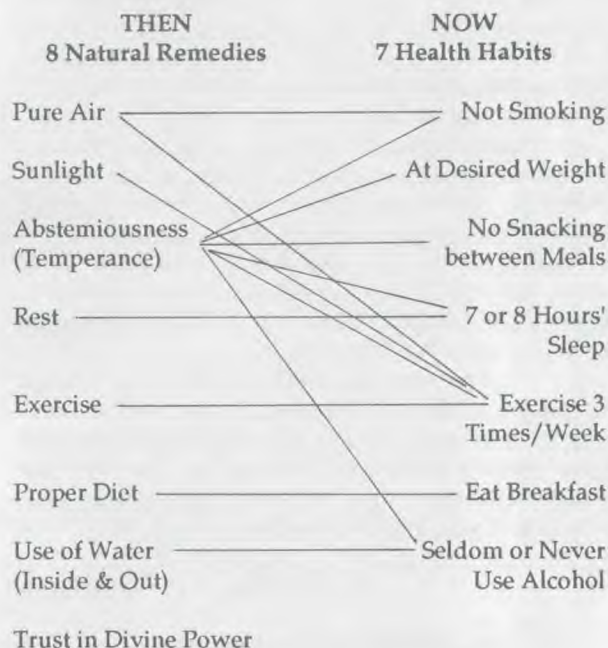 THEN
8 Natural Remedies
NOW
7 Health Habits
Pure Air
Not Smoking
Sunlight
At Desired Weight
Abstemiousness
(Temperance)
No Snacking
between Meals
Rest
7 or 8 Hours'
Sleep
Exercise
Exercise 3
Times/Week
Proper Diet
Eat Breakfast
Use of Water
(Inside & Out)
Seldom or Never
Use Alcohol
Trust in Divine Power